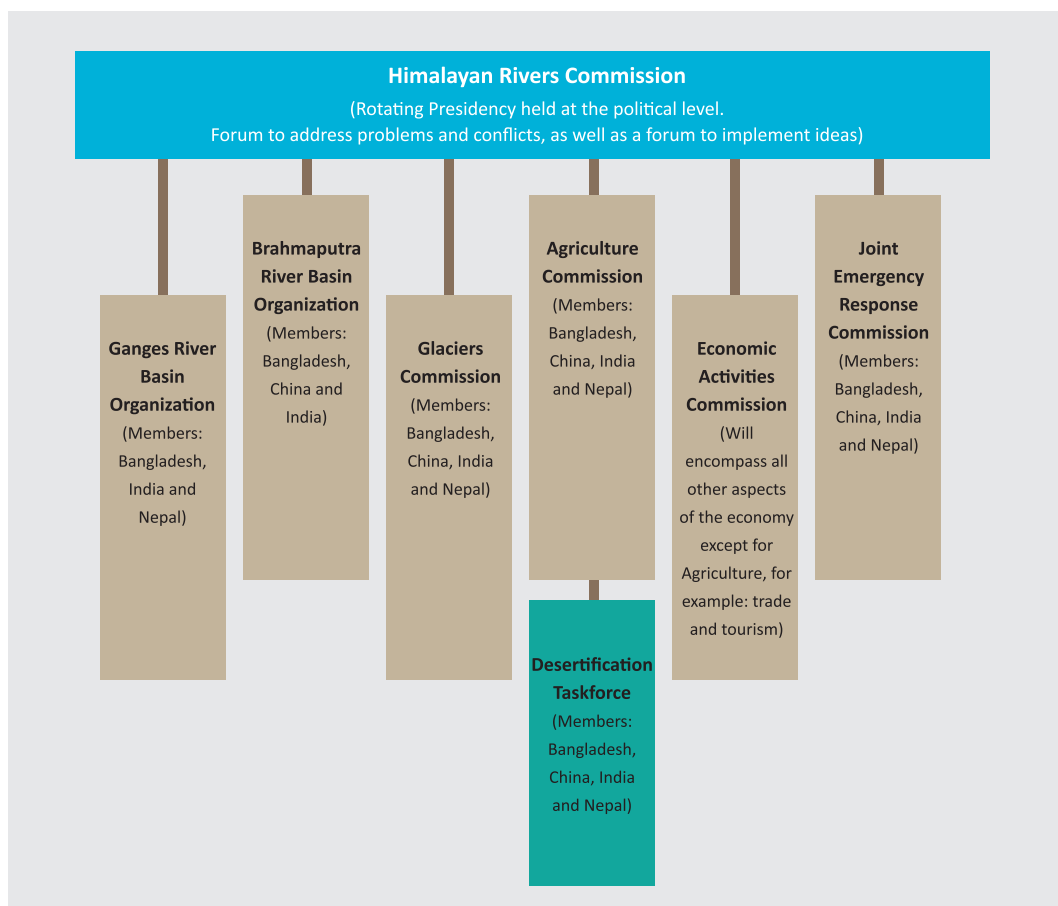 Himalayan Rivers Commission
(Rotating Presidency held at the political level.
Forum to address problems and conflicts, as well as a forum to implement ideas)
Ganges River
Basin
Organization
(Members:
Bangladesh,
India and
Nepal)
Brahmaputra
River Basin
Organization
(Members:
Bangladesh,
China and
India)
Glaciers
Commission
(Members:
Bangladesh,
China, India
and Nepal)
Agriculture
Commission
(Members:
Bangladesh,
China, India
and Nepal)
Desertification
Taskforce
(Members:
Bangladesh,
China, India
and Nepal)
Economic
Activities
Commission
(Will
encompass all
other aspects
of the economy
except for
Agriculture, for
example: trade
and tourism)
Joint
Emergency
Response
Commission
(Members:
Bangladesh,
China, India
and Nepal)